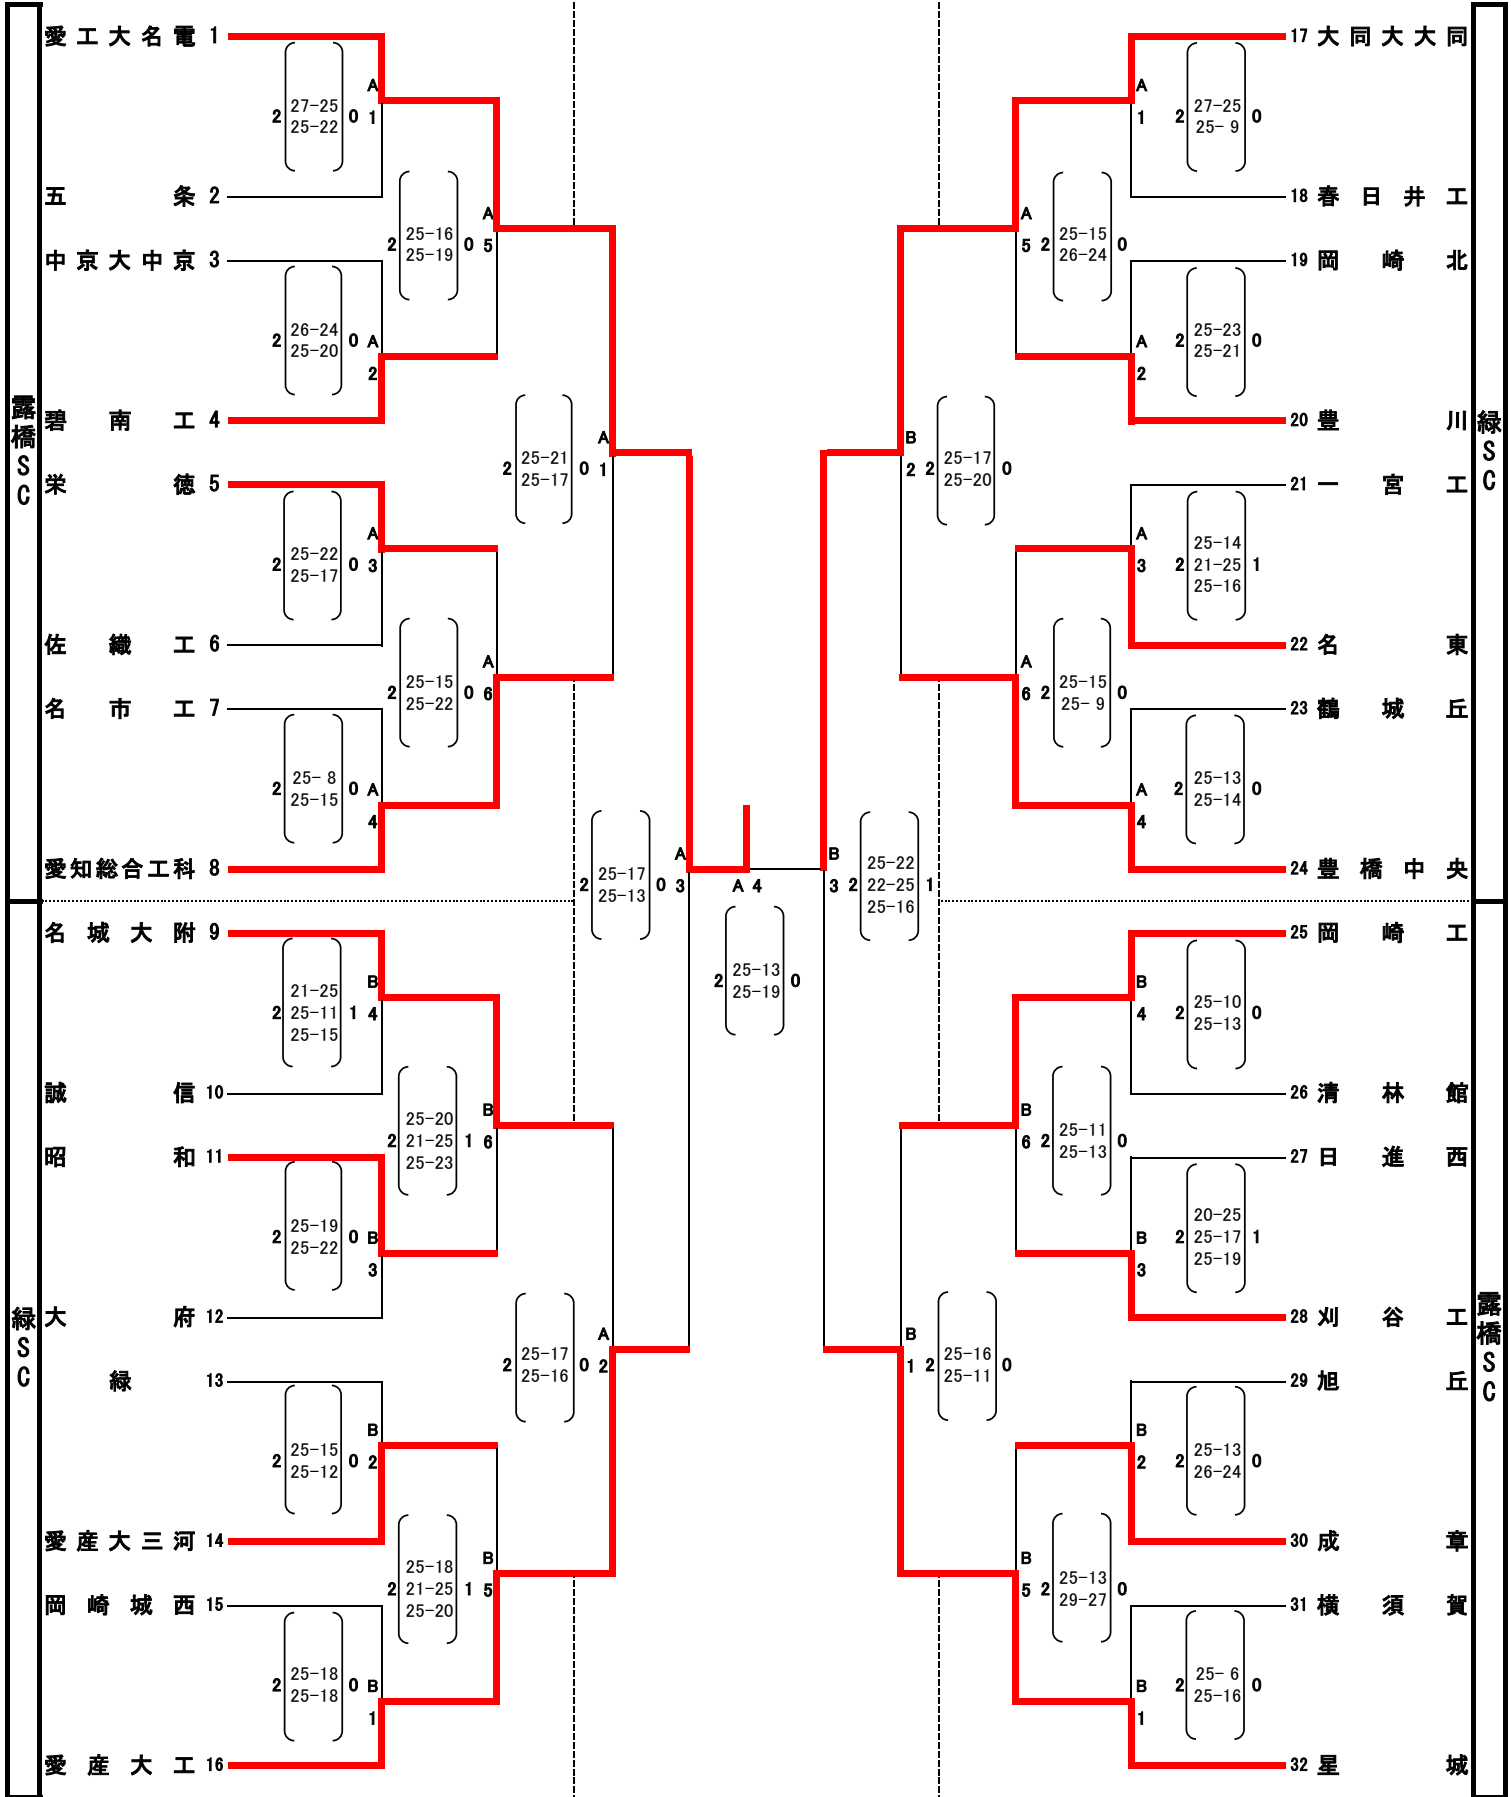 愛工大名電 1
A
2 27-25 0 1
25-22
五条 2
中京大中京 3
2 25-16 0 5
25-19
A
2 26-24 0 A
25-20
2
碧南工 4
露橋SC
栄徳 5
2 25-21 0 1
25-17
A
A
2 25-22 0 3
25-17
佐織工 6
名市工 7
2 25-15 0 6
25-22
A
2 25- 8 0 A
25-15
4
愛知総合工科 8
2 25-17 0 3
25-13
A
名城大附 9
B
21-25
2 25-11 1 4
25-15
誠信 10
25-20
2 21-25 1 6
25-23
B
昭和 11
2 25-19 0 B
25-22
3
大府 12
緑SC
緑 13
2 25-17 0 2
25-16
A
2 25-15 0 2
25-12
B
愛産大三河 14
岡崎城西 15
25-18
2 21-25 1 5
25-20
B
2 25-18 0 B
25-18
1
愛産大工 16
A 4
2 25-13 0
25-19
17 大同大大同
A
1 2 27-25 0
25- 9
18 春日井工
19 岡崎北
A
5 2 25-15 0
26-24
A 2 25-23 0
25-21
2
20 豊川
緑SC
21 一宮工
B
2 2 25-17 0
25-20
A
25-14
3 2 21-25 1
25-16
22 名東
23 鶴城丘
A
6 2 25-15 0
25- 9
A 2 25-13 0
25-14
4
24 豊橋中央
B
25-22
3 2 22-25 1
25-16
25 岡崎工
B
4 2 25-10 0
25-13
26 清林館
27 日進西
B
6 2 25-11 0
25-13
20-25
B 2 25-17 1
25-19
3
28 刈谷工
露橋SC
29 旭丘
B
1 2 25-16 0
25-11
B
2 2 25-13 0
26-24
30 成章
31 横須賀
B
5 2 25-13 0
29-27
B 2 25- 6 0
25-16
1
32 星城